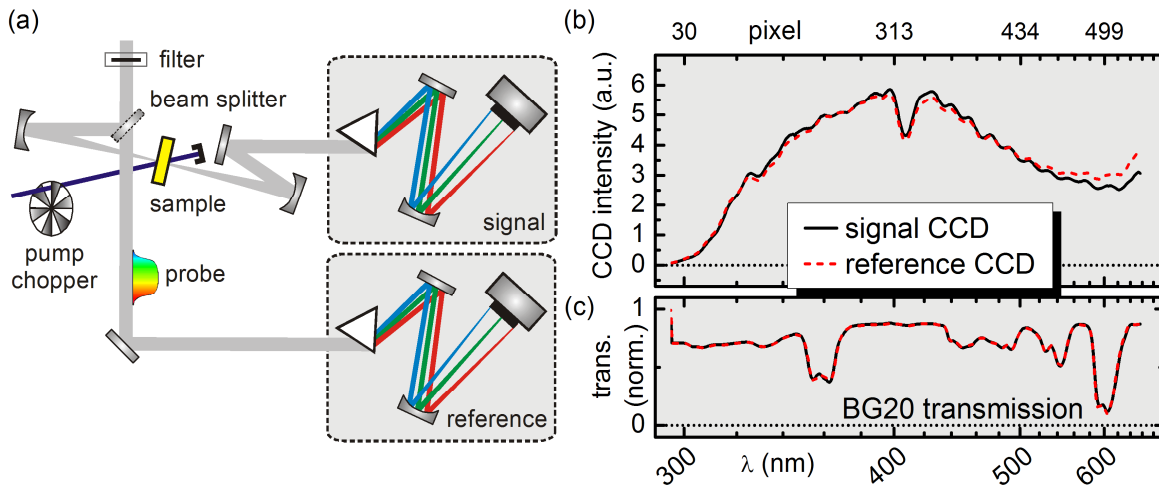 (a)
filter
beam splitter
sample
pump
chopper
probe
signal
reference
(b)
30 pixel 313 434 499
CCD intensity (a.u.)
6
5
4
3
2
1
0
signal CCD
reference CCD
(c)
trans.
(norm.)
1
0
BG20 transmission
300 λ (nm) 400 500 600